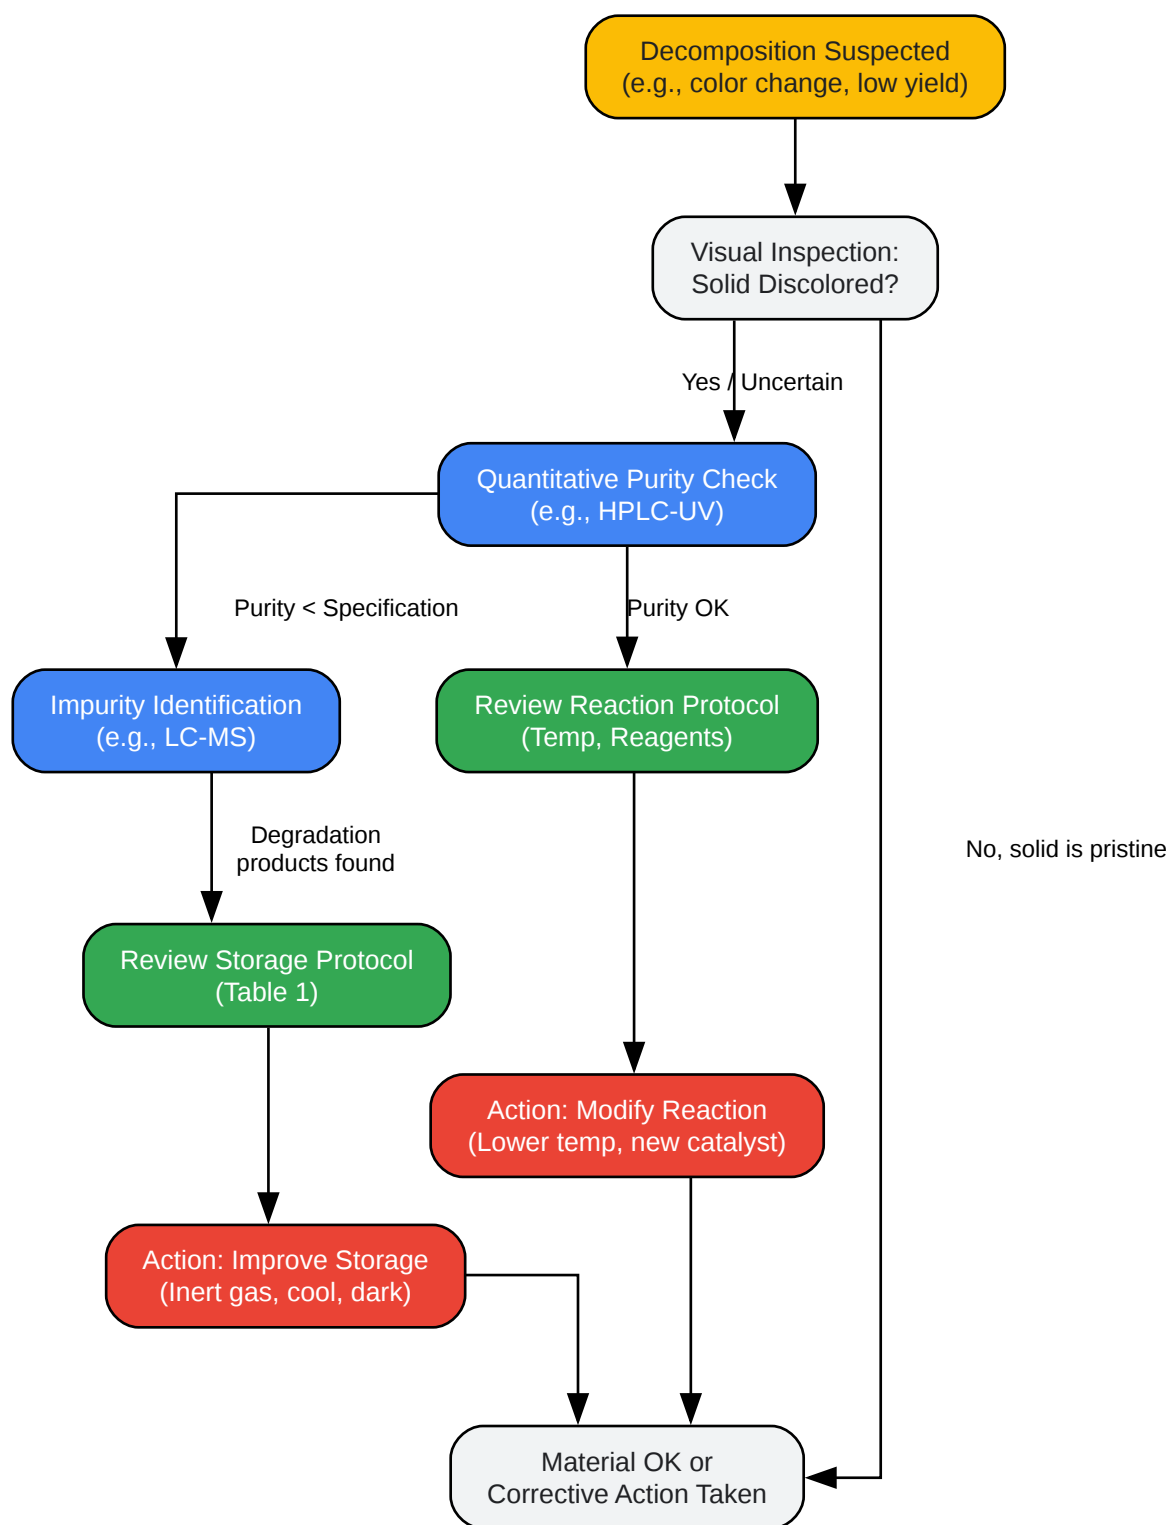 Decomposition Suspected
(e.g., color change, low yield)
Visual Inspection:
Solid Discolored?
Yes / Uncertain
Quantitative Purity Check
(e.g., HPLC-UV)
Purity < Specification
Purity OK
Impurity Identification
(e.g., LC-MS)
Review Reaction Protocol
(Temp, Reagents)
Degradation
products found
No, solid is pristine
Review Storage Protocol
(Table 1)
Action: Modify Reaction
(Lower temp, new catalyst)
Action: Improve Storage
(Inert gas, cool, dark)
Material OK or
Corrective Action Taken